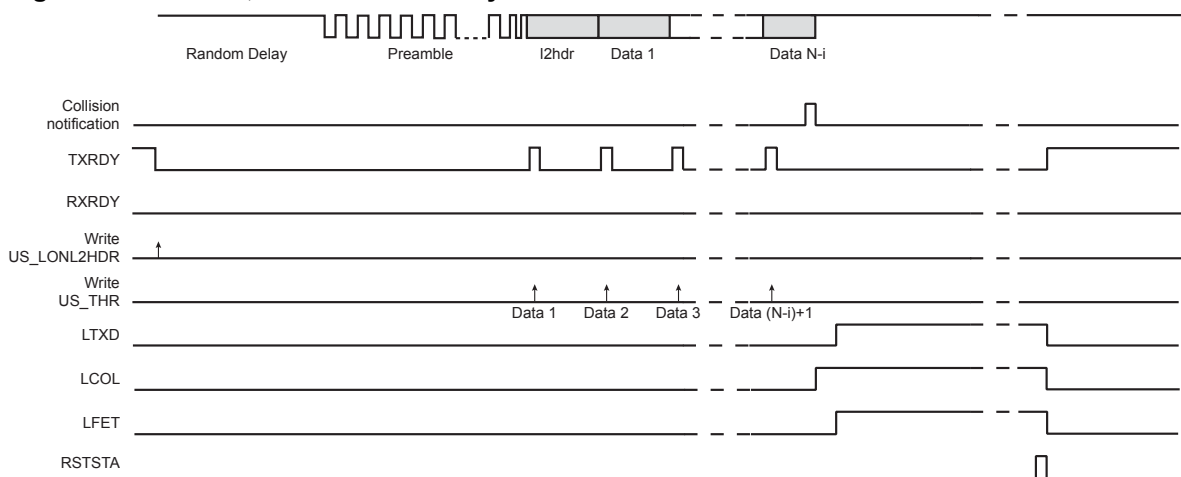 Random Delay Preamble l2hdr Data 1 Data N-i
Collision
notification
TXRDY
RXRDY
Write
US_LONL2HDR
Write
US_THR
Data 1 Data 2 Data 3 Data (N-i)+1
LTXD
LCOL
LFET
RSTSTA